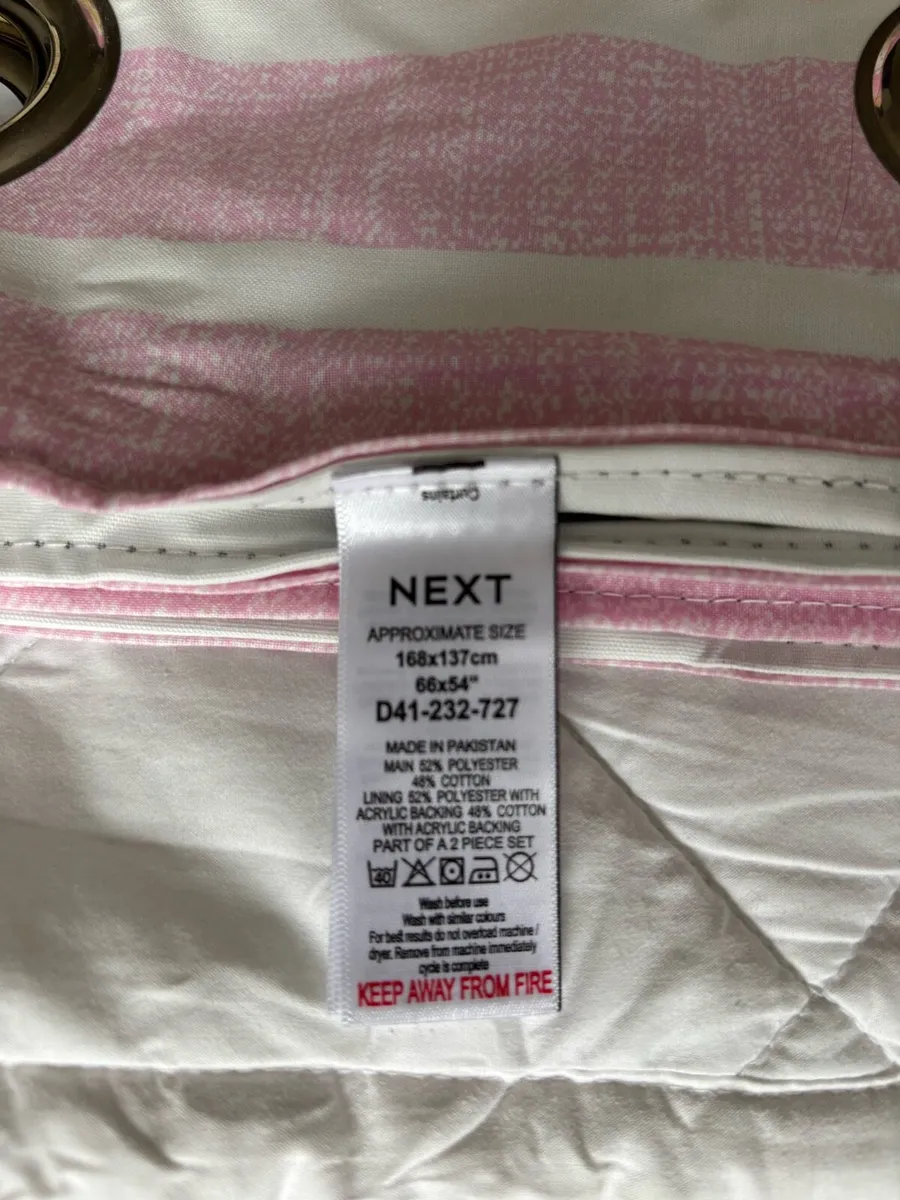 Curtains
NEXT
APPROXIMATE SIZE
168x137cm
66x54"
D41-232-727
MADE IN PAKISTAN
MAIN 52% POLYESTER
48% COTTON
LINING 52% POLYESTER WITH
ACRYLIC BACKING 48% COTTON
WITH ACRYLIC BACKING
PART OF A 2 PIECE SET
40
Wash before use
Wash with similar colours
For best results do not overload machine /
dryer. Remove from machine immediately
cycle is complete
KEEP AWAY FROM FIRE